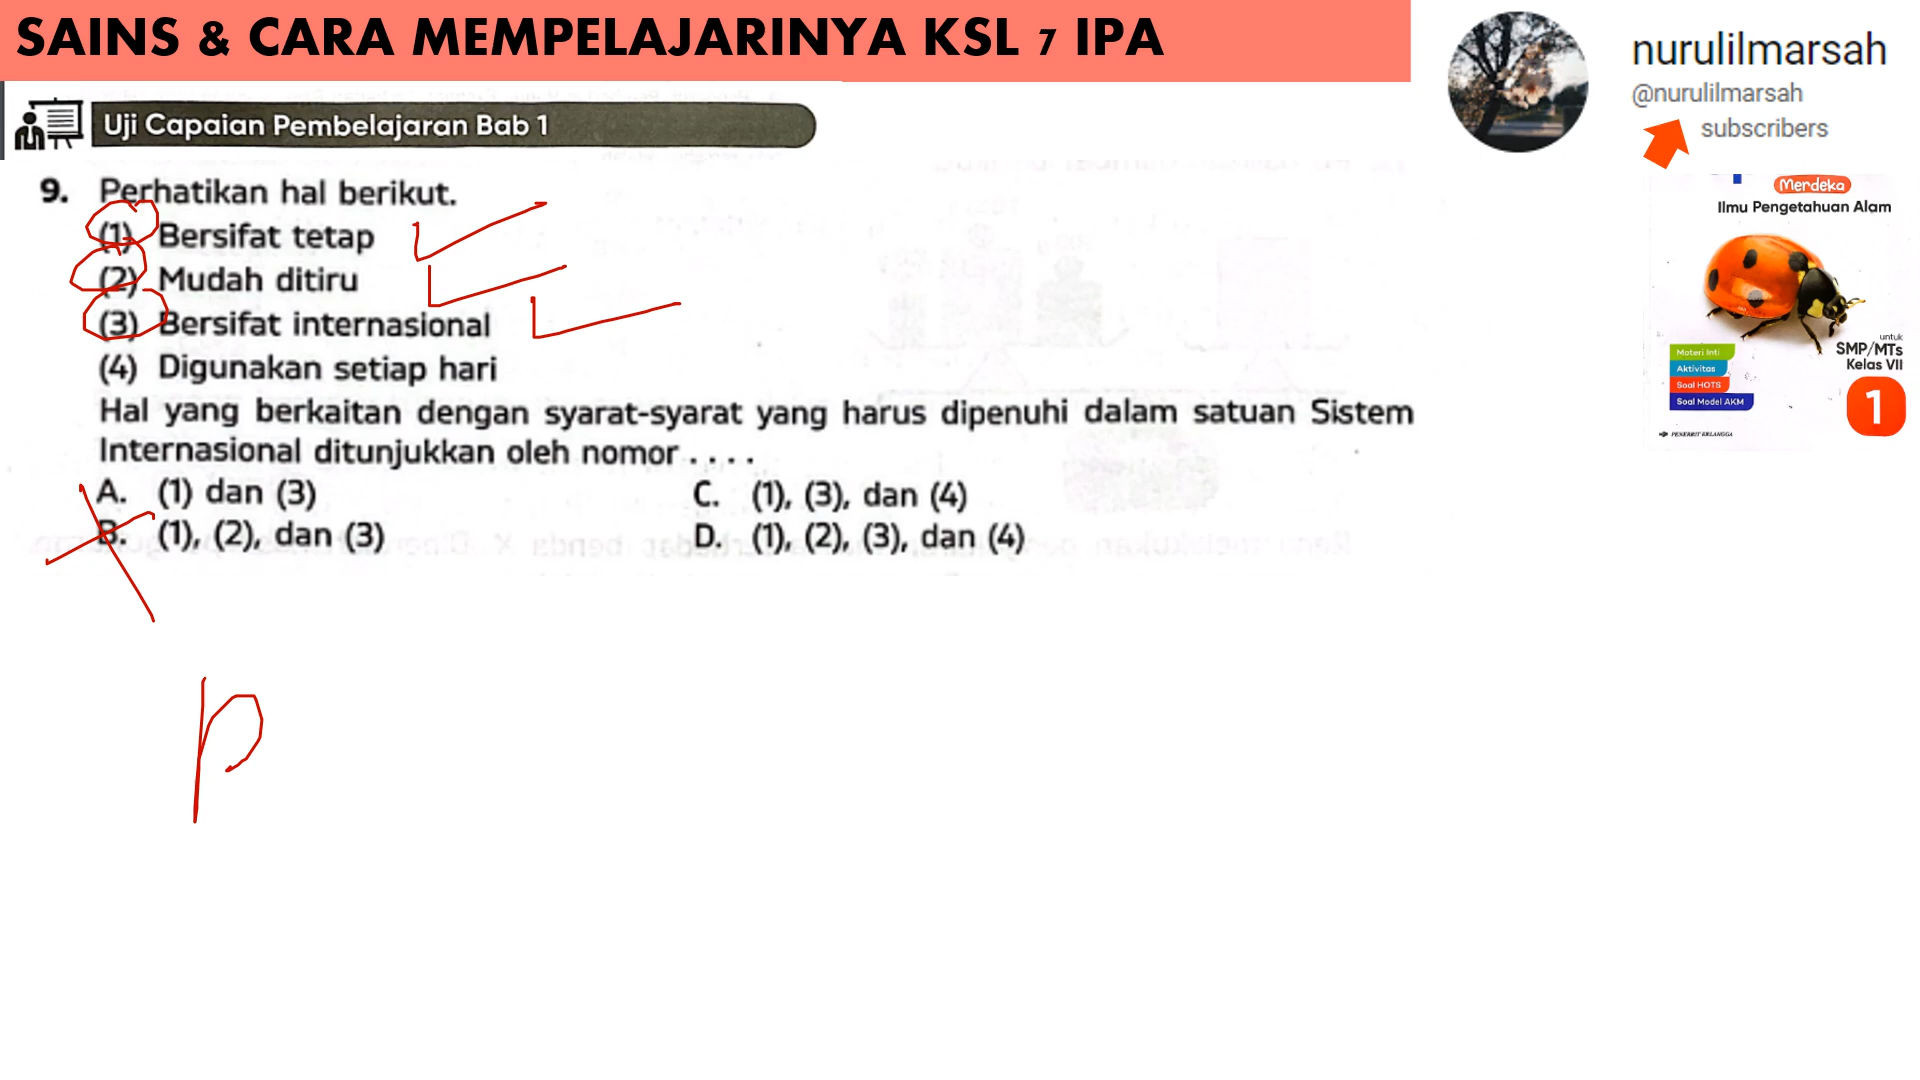 SAINS & CARA MEMPELAJARINYA KSL 7 IPA
nurulilmarsah
@nurulilmarsah
subscribers
Uji Capaian Pembelajaran Bab 1
9. Perhatikan hal berikut.
(1) Bersifat tetap
(2) Mudah ditiru
(3) Bersifat internasional
(4) Digunakan setiap hari
Hal yang berkaitan dengan syarat-syarat yang harus dipenuhi dalam satuan Sistem
Internasional ditunjukkan oleh nomor . . . .
A. (1) dan (3)
B. (1), (2), dan (3)
C. (1), (3), dan (4)
D. (1), (2), (3), dan (4)
p
Merdeka
Ilmu Pengetahuan Alam
untuk
SMP/MTs
Kelas VII
1
Materi Inti
Aktivitas
Soal HOTS
Soal Model AKM
PENERBIT ERLANGGA